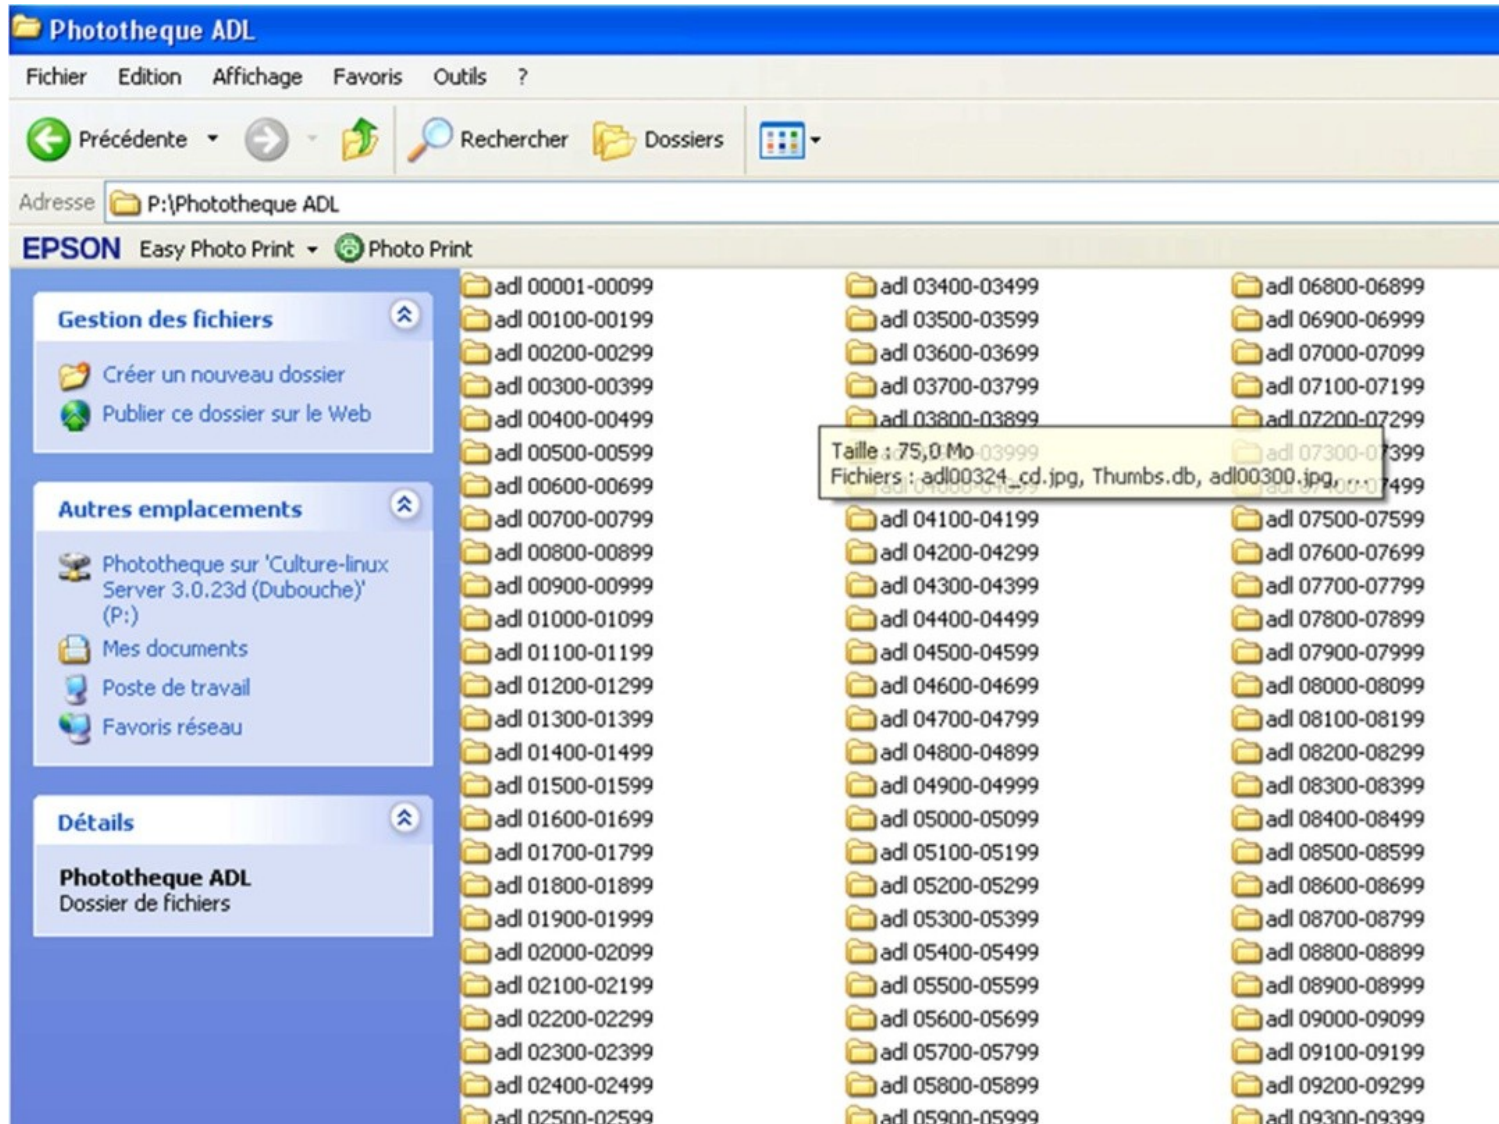 Phototheque ADL
Fichier Edition Affichage Favoris Outils ?
Précédente Rechercher Dossiers
Adresse P:\Phototheque ADL
EPSON Easy Photo Print Photo Print
Gestion des fichiers
Créer un nouveau dossier
Publier ce dossier sur le Web
Autres emplacements
Phototheque sur 'Culture-linux
Server 3.0.23d (Dubouche)'
(P:)
Mes documents
Poste de travail
Favoris réseau
Détails
Phototheque ADL
Dossier de fichiers
adl 00001-00099
adl 00100-00199
adl 00200-00299
adl 00300-00399
adl 00400-00499
adl 00500-00599
adl 00600-00699
adl 00700-00799
adl 00800-00899
adl 00900-00999
adl 01000-01099
adl 01100-01199
adl 01200-01299
adl 01300-01399
adl 01400-01499
adl 01500-01599
adl 01600-01699
adl 01700-01799
adl 01800-01899
adl 01900-01999
adl 02000-02099
adl 02100-02199
adl 02200-02299
adl 02300-02399
adl 02400-02499
adl 02500-02599
adl 03400-03499
adl 03500-03599
adl 03600-03699
adl 03700-03799
adl 03800-03899
Taille : 75,0 Mo
Fichiers : adl00324_cd.jpg, Thumbs.db, adl00300.jpg, ...
adl 04100-04199
adl 04200-04299
adl 04300-04399
adl 04400-04499
adl 04500-04599
adl 04600-04699
adl 04700-04799
adl 04800-04899
adl 04900-04999
adl 05000-05099
adl 05100-05199
adl 05200-05299
adl 05300-05399
adl 05400-05499
adl 05500-05599
adl 05600-05699
adl 05700-05799
adl 05800-05899
adl 05900-05999
adl 06800-06899
adl 06900-06999
adl 07000-07099
adl 07100-07199
adl 07200-07299
adl 07300-07399
adl 07500-07599
adl 07600-07699
adl 07700-07799
adl 07800-07899
adl 07900-07999
adl 08000-08099
adl 08100-08199
adl 08200-08299
adl 08300-08399
adl 08400-08499
adl 08500-08599
adl 08600-08699
adl 08700-08799
adl 08800-08899
adl 08900-08999
adl 09000-09099
adl 09100-09199
adl 09200-09299
adl 09300-09399